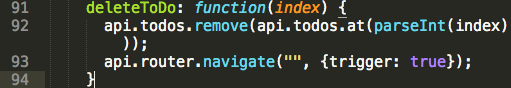 91 deleteToDo: function(index) {
92 api.todos.remove(api.todos.at(parseInt(index)
));
93 api.router.navigate("", {trigger: true});
94 }